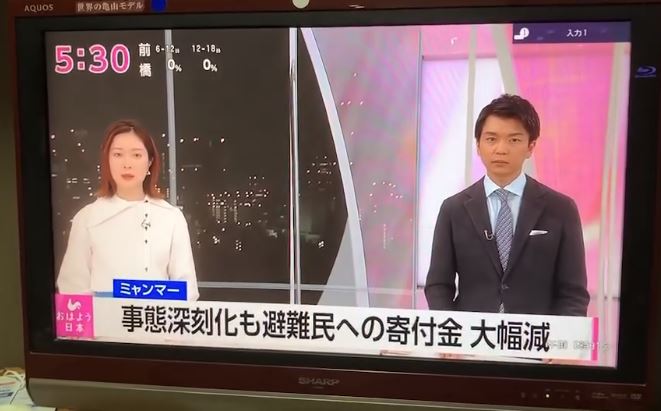 AQUOS 世界の亀山モデル
入力1
5:30
前橋 6-12時 12-18時
0% 0%
ミャンマー
おはよう
日本
事態深刻化も避難民への寄付金 大幅減
SHARP